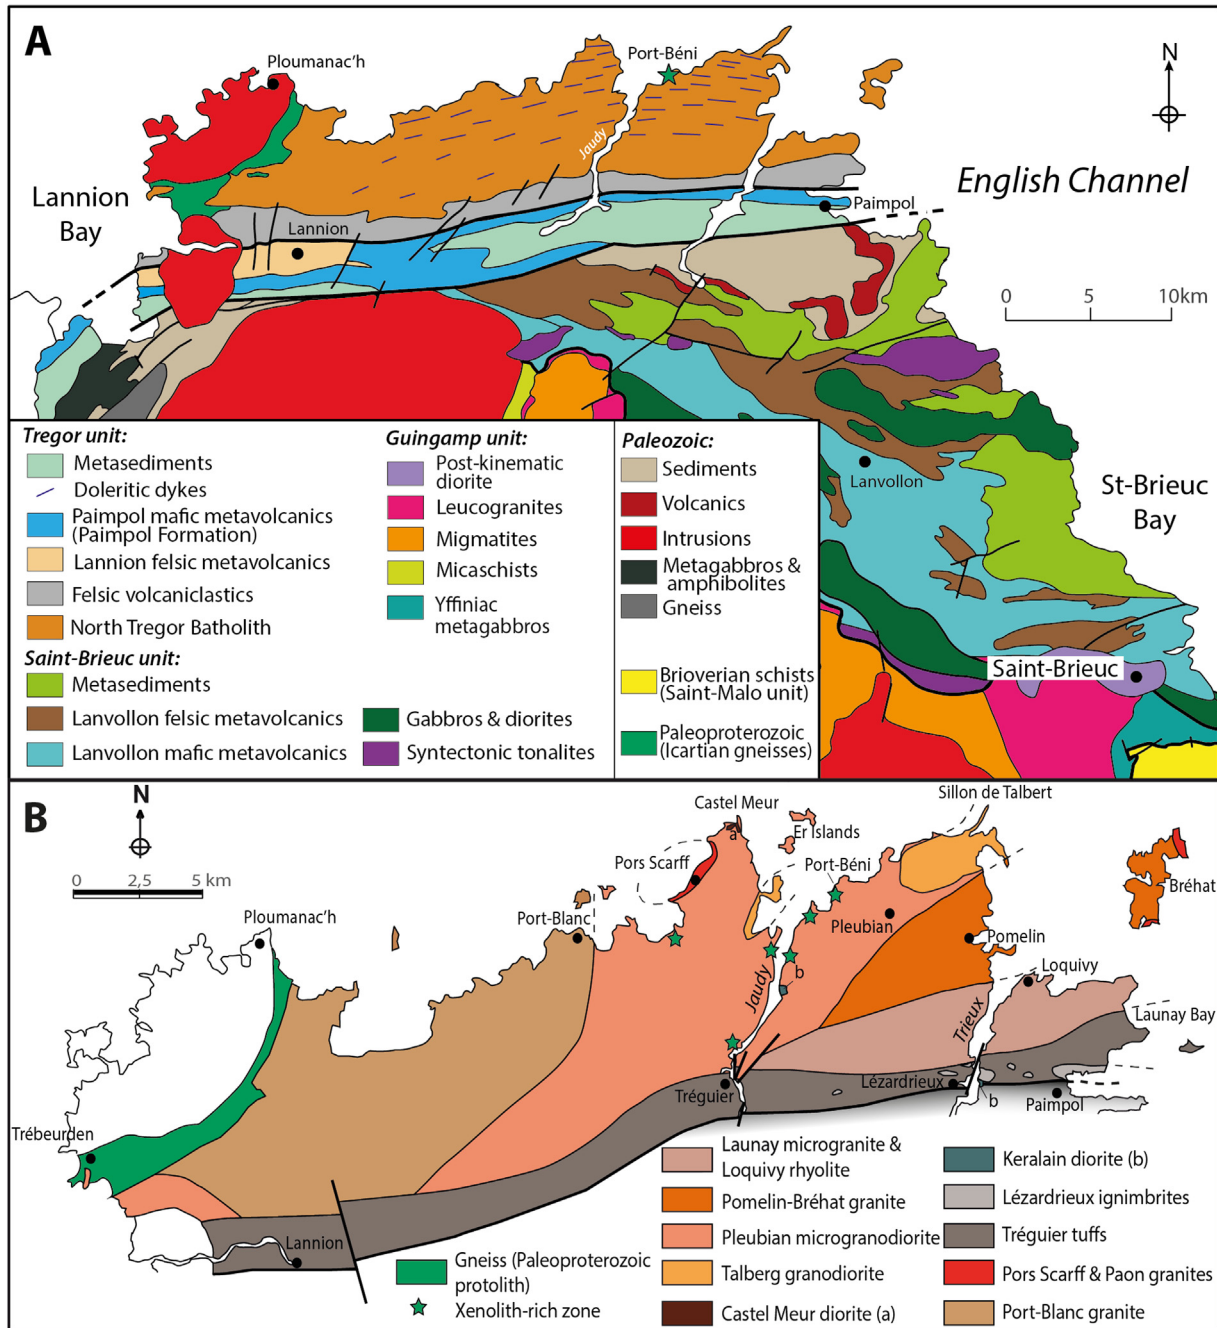 A
Ploumanac'h
Port-Béni
N
Jaudy
English Channel
Lannion
Bay
Paimpol
Lannion
0 5 10km
Lanvollon
St-Brieuc
Bay
Saint-Brieuc
Tregor unit:
Metasediments
Doleritic dykes
Paimpol mafic metavolcanics
(Paimpol Formation)
Lannion felsic metavolcanics
Felsic volcaniclastics
North Tregor Batholith
Saint-Brieuc unit:
Metasediments
Lanvollon felsic metavolcanics
Lanvollon mafic metavolcanics
Guingamp unit:
Post-kinematic
diorite
Leucogranites
Migmatites
Micaschists
Yffiniac
metagabbros
Gabbros & diorites
Syntectonic tonalites
Paleozoic:
Sediments
Volcanics
Intrusions
Metagabbros &
amphibolites
Gneiss
Brioverian schists
(Saint-Malo unit)
Paleoproterozoic
(Icartian gneisses)
B
N
0 2,5 5 km
Castel Meur
a
Er Islands
Sillon de Talbert
Pors Scarff
Port-Béni
Bréhat
Ploumanac'h
Port-Blanc
Pleubian
Pomelin
b
Jaudy
Loquivy
Trieux
Launay Bay
Tréguier
Lézardrieux
b
Paimpol
Trébeurden
Lannion
Gneiss (Paleoproterozoic
protolith)
Xenolith-rich zone
Launay microgranite &
Loquivy rhyolite
Pomelin-Bréhat granite
Pleubian microgranodiorite
Talberg granodiorite
Castel Meur diorite (a)
Keralain diorite (b)
Lézardrieux ignimbrites
Tréguier tuffs
Pors Scarff & Paon granites
Port-Blanc granite